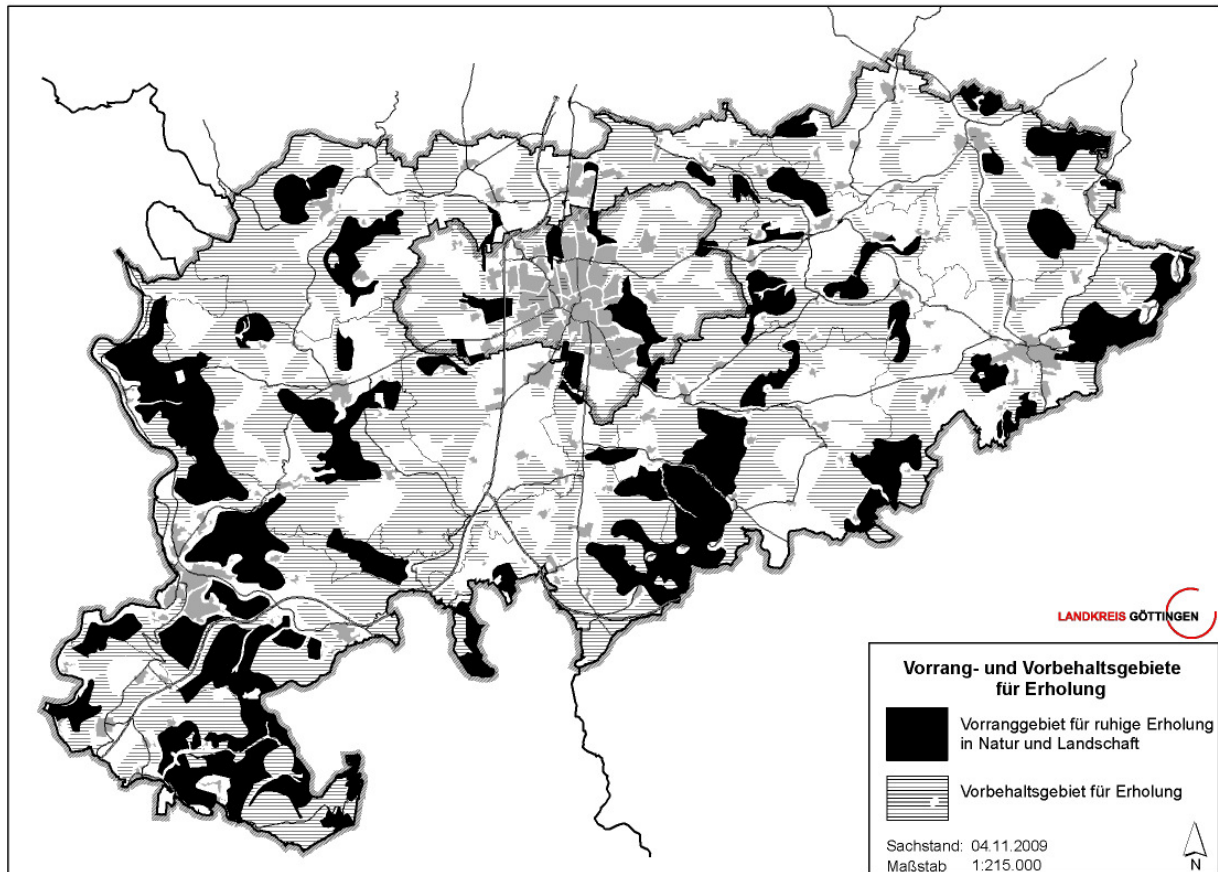 LANDKREIS GÖTTINGEN
Vorrang- und Vorbehaltsgebiete
für Erholung
Vorranggebiet für ruhige Erholung
in Natur und Landschaft
Vorbehaltsgebiet für Erholung
Sachstand: 04.11.2009
Maßstab 1:215.000
N